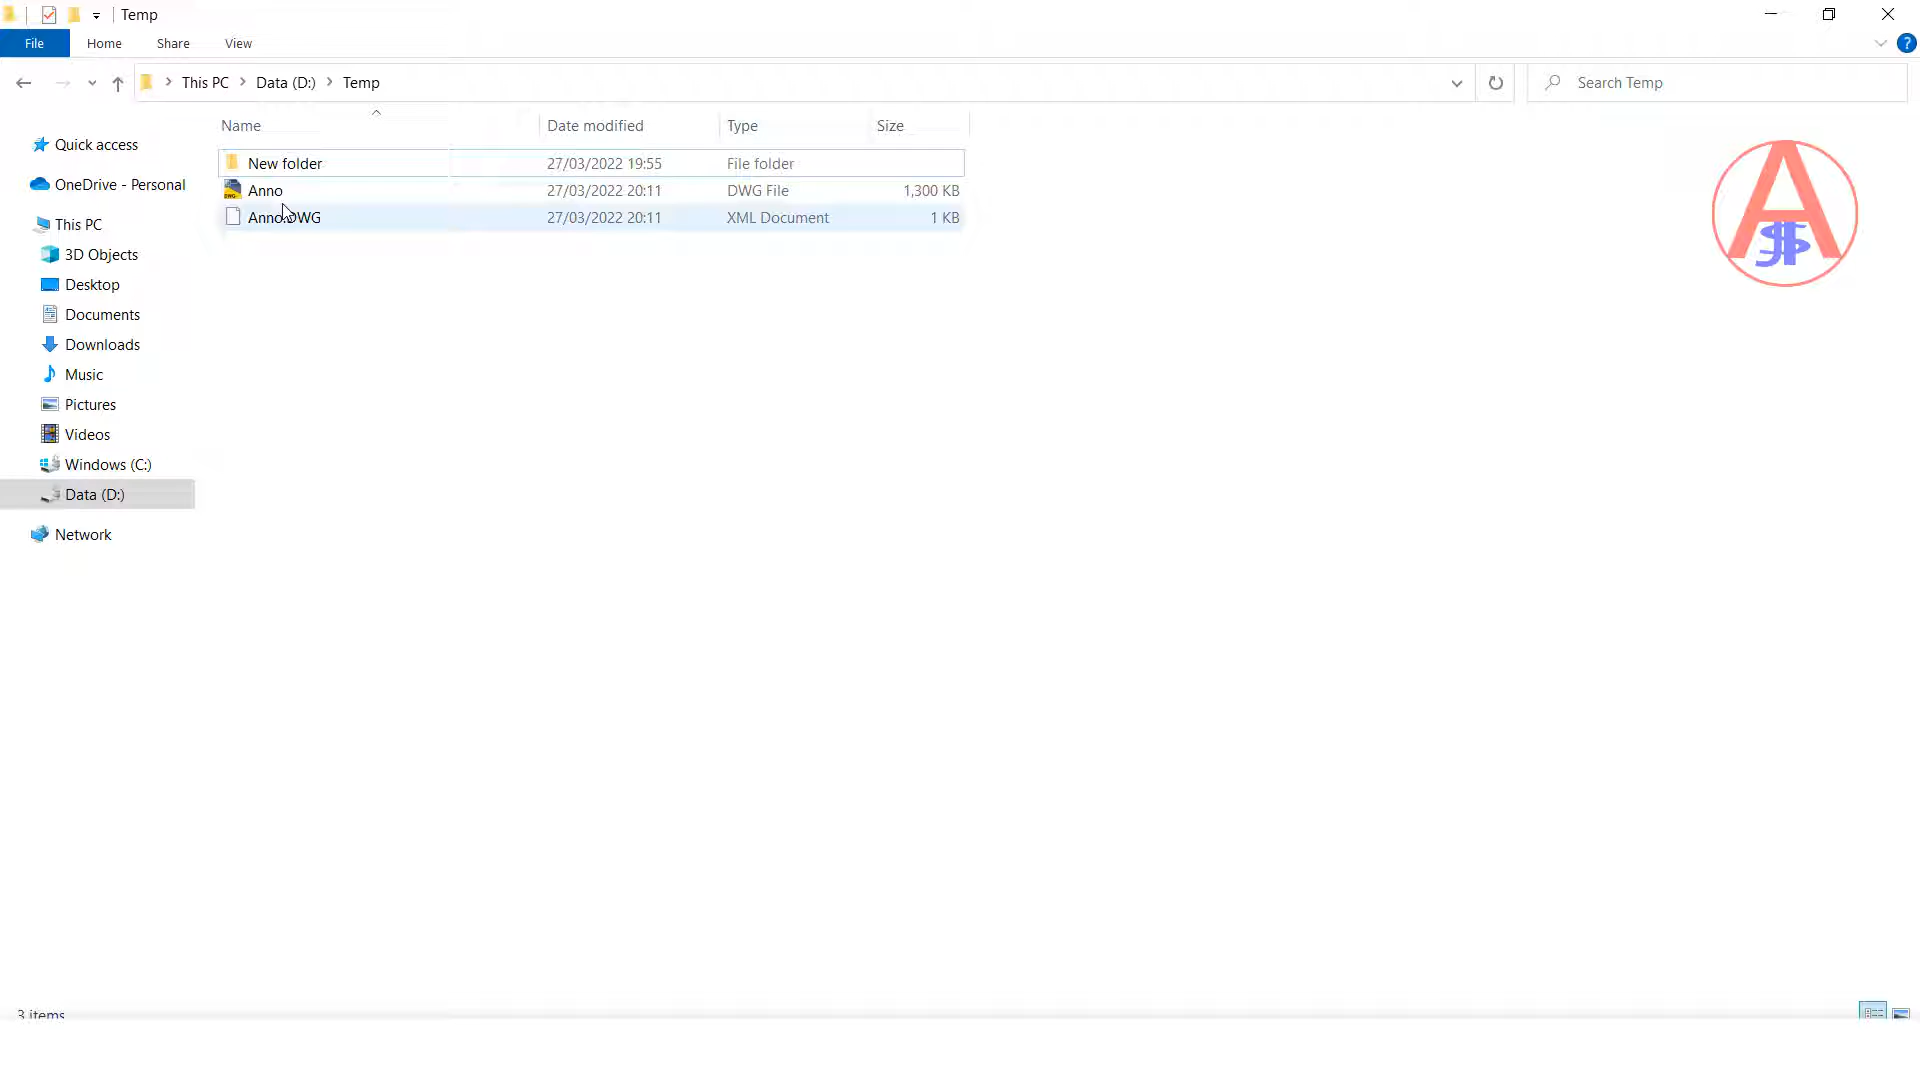 Temp
File Home Share View
This PC Data (D:) Temp
Search Temp
Name Date modified Type Size
New folder 27/03/2022 19:55 File folder
Anno 27/03/2022 20:11 DWG File 1,300 KB
Anno.DWG 27/03/2022 20:11 XML Document 1 KB
Quick access
OneDrive - Personal
This PC
3D Objects
Desktop
Documents
Downloads
Music
Pictures
Videos
Windows (C:)
Data (D:)
Network
3 items